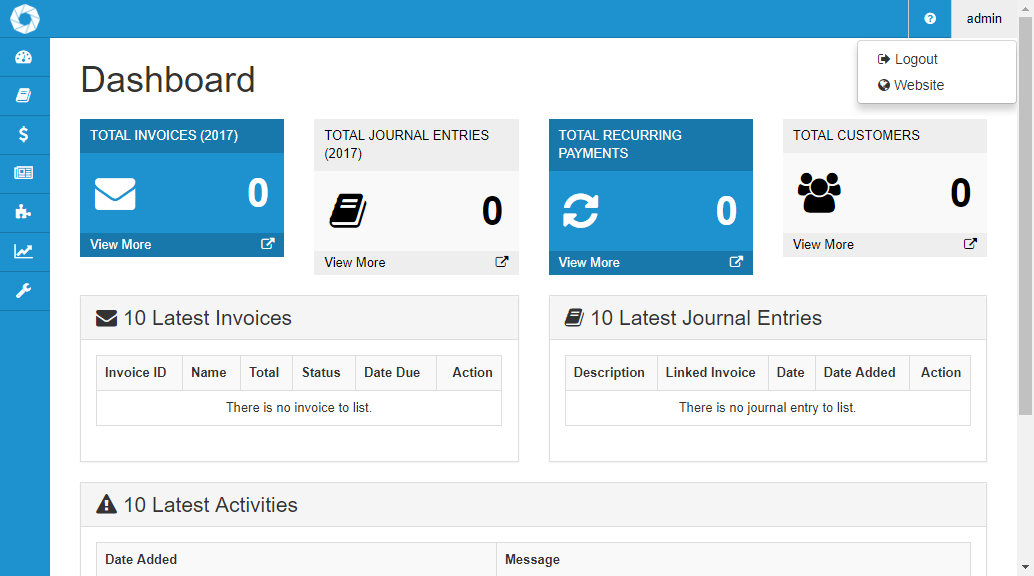 admin
Logout
Website
Dashboard
TOTAL INVOICES (2017)
0
View More
TOTAL JOURNAL ENTRIES
(2017)
0
View More
TOTAL RECURRING
PAYMENTS
0
View More
TOTAL CUSTOMERS
0
View More
10 Latest Invoices
Invoice ID Name Total Status Date Due Action
There is no invoice to list.
10 Latest Journal Entries
Description Linked Invoice Date Date Added Action
There is no journal entry to list.
10 Latest Activities
Date Added Message